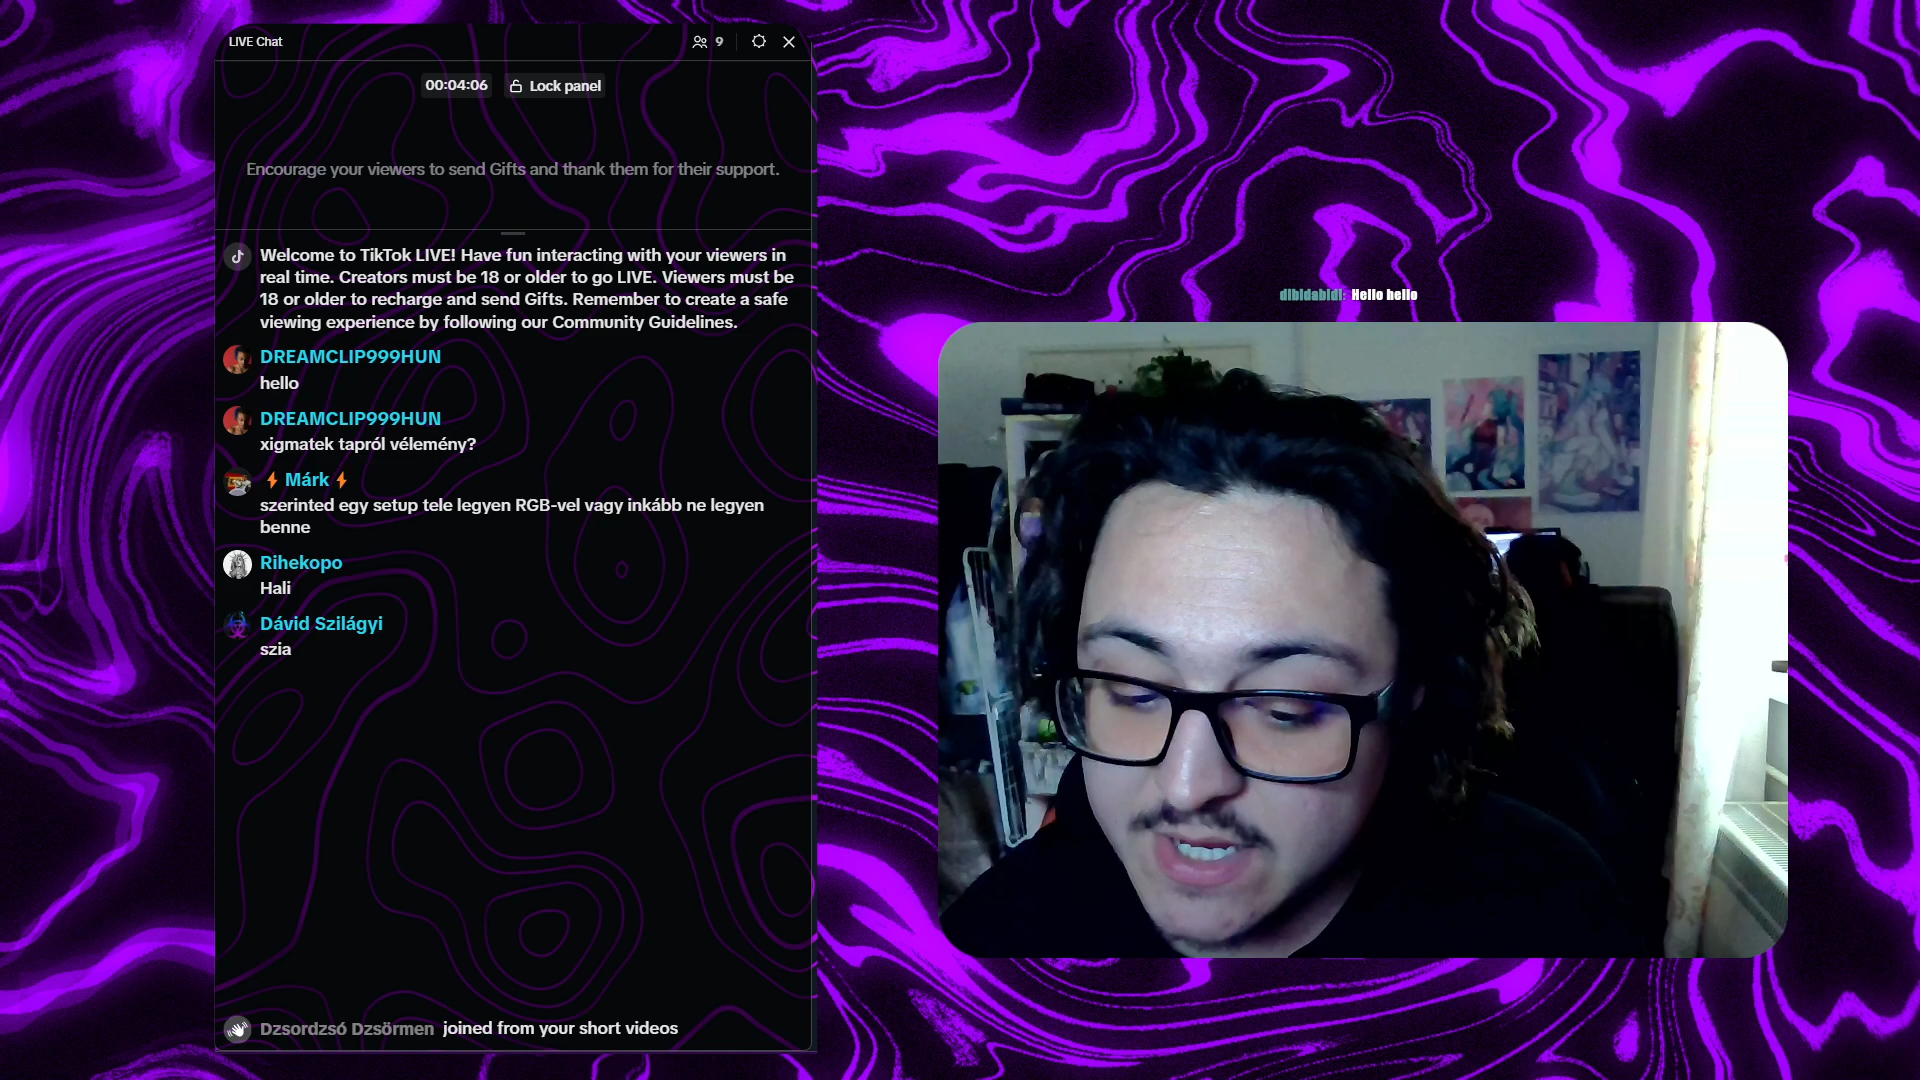 LIVE Chat
9
00:04:06
Lock panel
Encourage your viewers to send Gifts and thank them for their support.
Welcome to TikTok LIVE! Have fun interacting with your viewers in
real time. Creators must be 18 or older to go LIVE. Viewers must be
18 or older to recharge and send Gifts. Remember to create a safe
viewing experience by following our Community Guidelines.
DREAMCLIP999HUN
hello
DREAMCLIP999HUN
xigmatek tapról vélemény?
⚡ Márk ⚡
szerinted egy setup tele legyen RGB-vel vagy inkább ne legyen
benne
Rihekopo
Hali
Dávid Szilágyi
szia
Dzsordzsó Dzsörmen joined from your short videos
dibidabidi: Hello hello